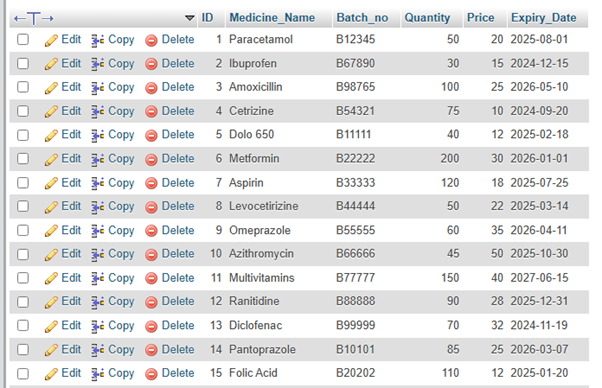 ID Medicine_Name Batch_no Quantity Price Expiry_Date
Edit Copy Delete 1 Paracetamol B12345 50 20 2025-08-01
Edit Copy Delete 2 Ibuprofen B67890 30 15 2024-12-15
Edit Copy Delete 3 Amoxicillin B98765 100 25 2026-05-10
Edit Copy Delete 4 Cetrizine B54321 75 10 2024-09-20
Edit Copy Delete 5 Dolo 650 B11111 40 12 2025-02-18
Edit Copy Delete 6 Metformin B22222 200 30 2026-01-01
Edit Copy Delete 7 Aspirin B33333 120 18 2025-07-25
Edit Copy Delete 8 Levocetirizine B44444 50 22 2025-03-14
Edit Copy Delete 9 Omeprazole B55555 60 35 2026-04-11
Edit Copy Delete 10 Azithromycin B66666 45 50 2025-10-30
Edit Copy Delete 11 Multivitamins B77777 150 40 2027-06-15
Edit Copy Delete 12 Ranitidine B88888 90 28 2025-12-31
Edit Copy Delete 13 Diclofenac B99999 70 32 2024-11-19
Edit Copy Delete 14 Pantoprazole B10101 85 25 2026-03-07
Edit Copy Delete 15 Folic Acid B20202 110 12 2025-01-20